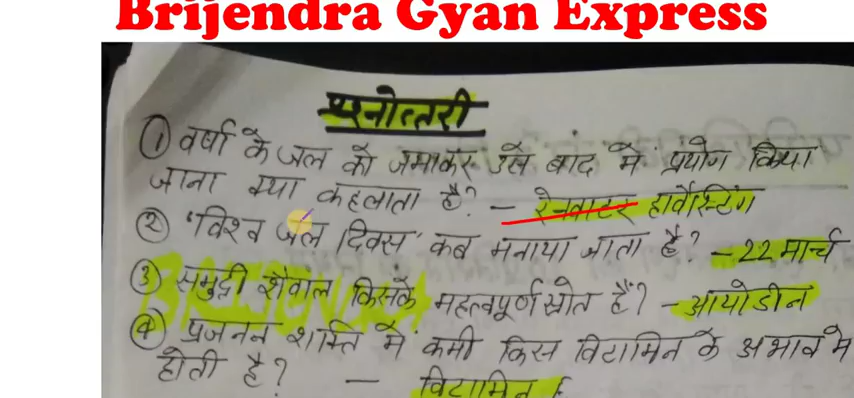 Brijendra Gyan Express
प्रश्नोत्तरी
① वर्षा के जल को जमाकर उसे बाद में प्रयोग किया
जाना क्या कहलाता है? – रेनवाटर हार्वेस्टिंग
② 'विश्व जल दिवस' कब मनाया जाता है? – 22 मार्च
③ समुद्री शैवाल किसके महत्वपूर्ण स्रोत हैं? – आयोडीन
④ प्रजनन शक्ति में कमी किस विटामिन के अभाव में
होती है? – विटामिन E